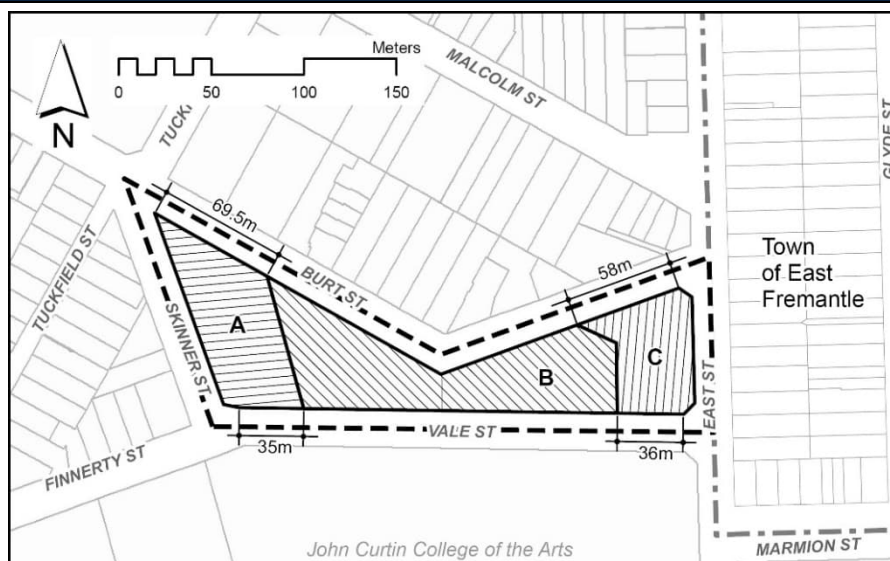 Meters
0 50 100 150
N
MALCOLM ST
TUCKF
GLYDE ST
69.5m
BURT ST
58m
Town
of East
Fremantle
TUCKFIELD ST
SKINNER ST
A
B
C
EAST ST
VALE ST
35m
36m
FINNERTY ST
John Curtin College of the Arts
MARMION ST